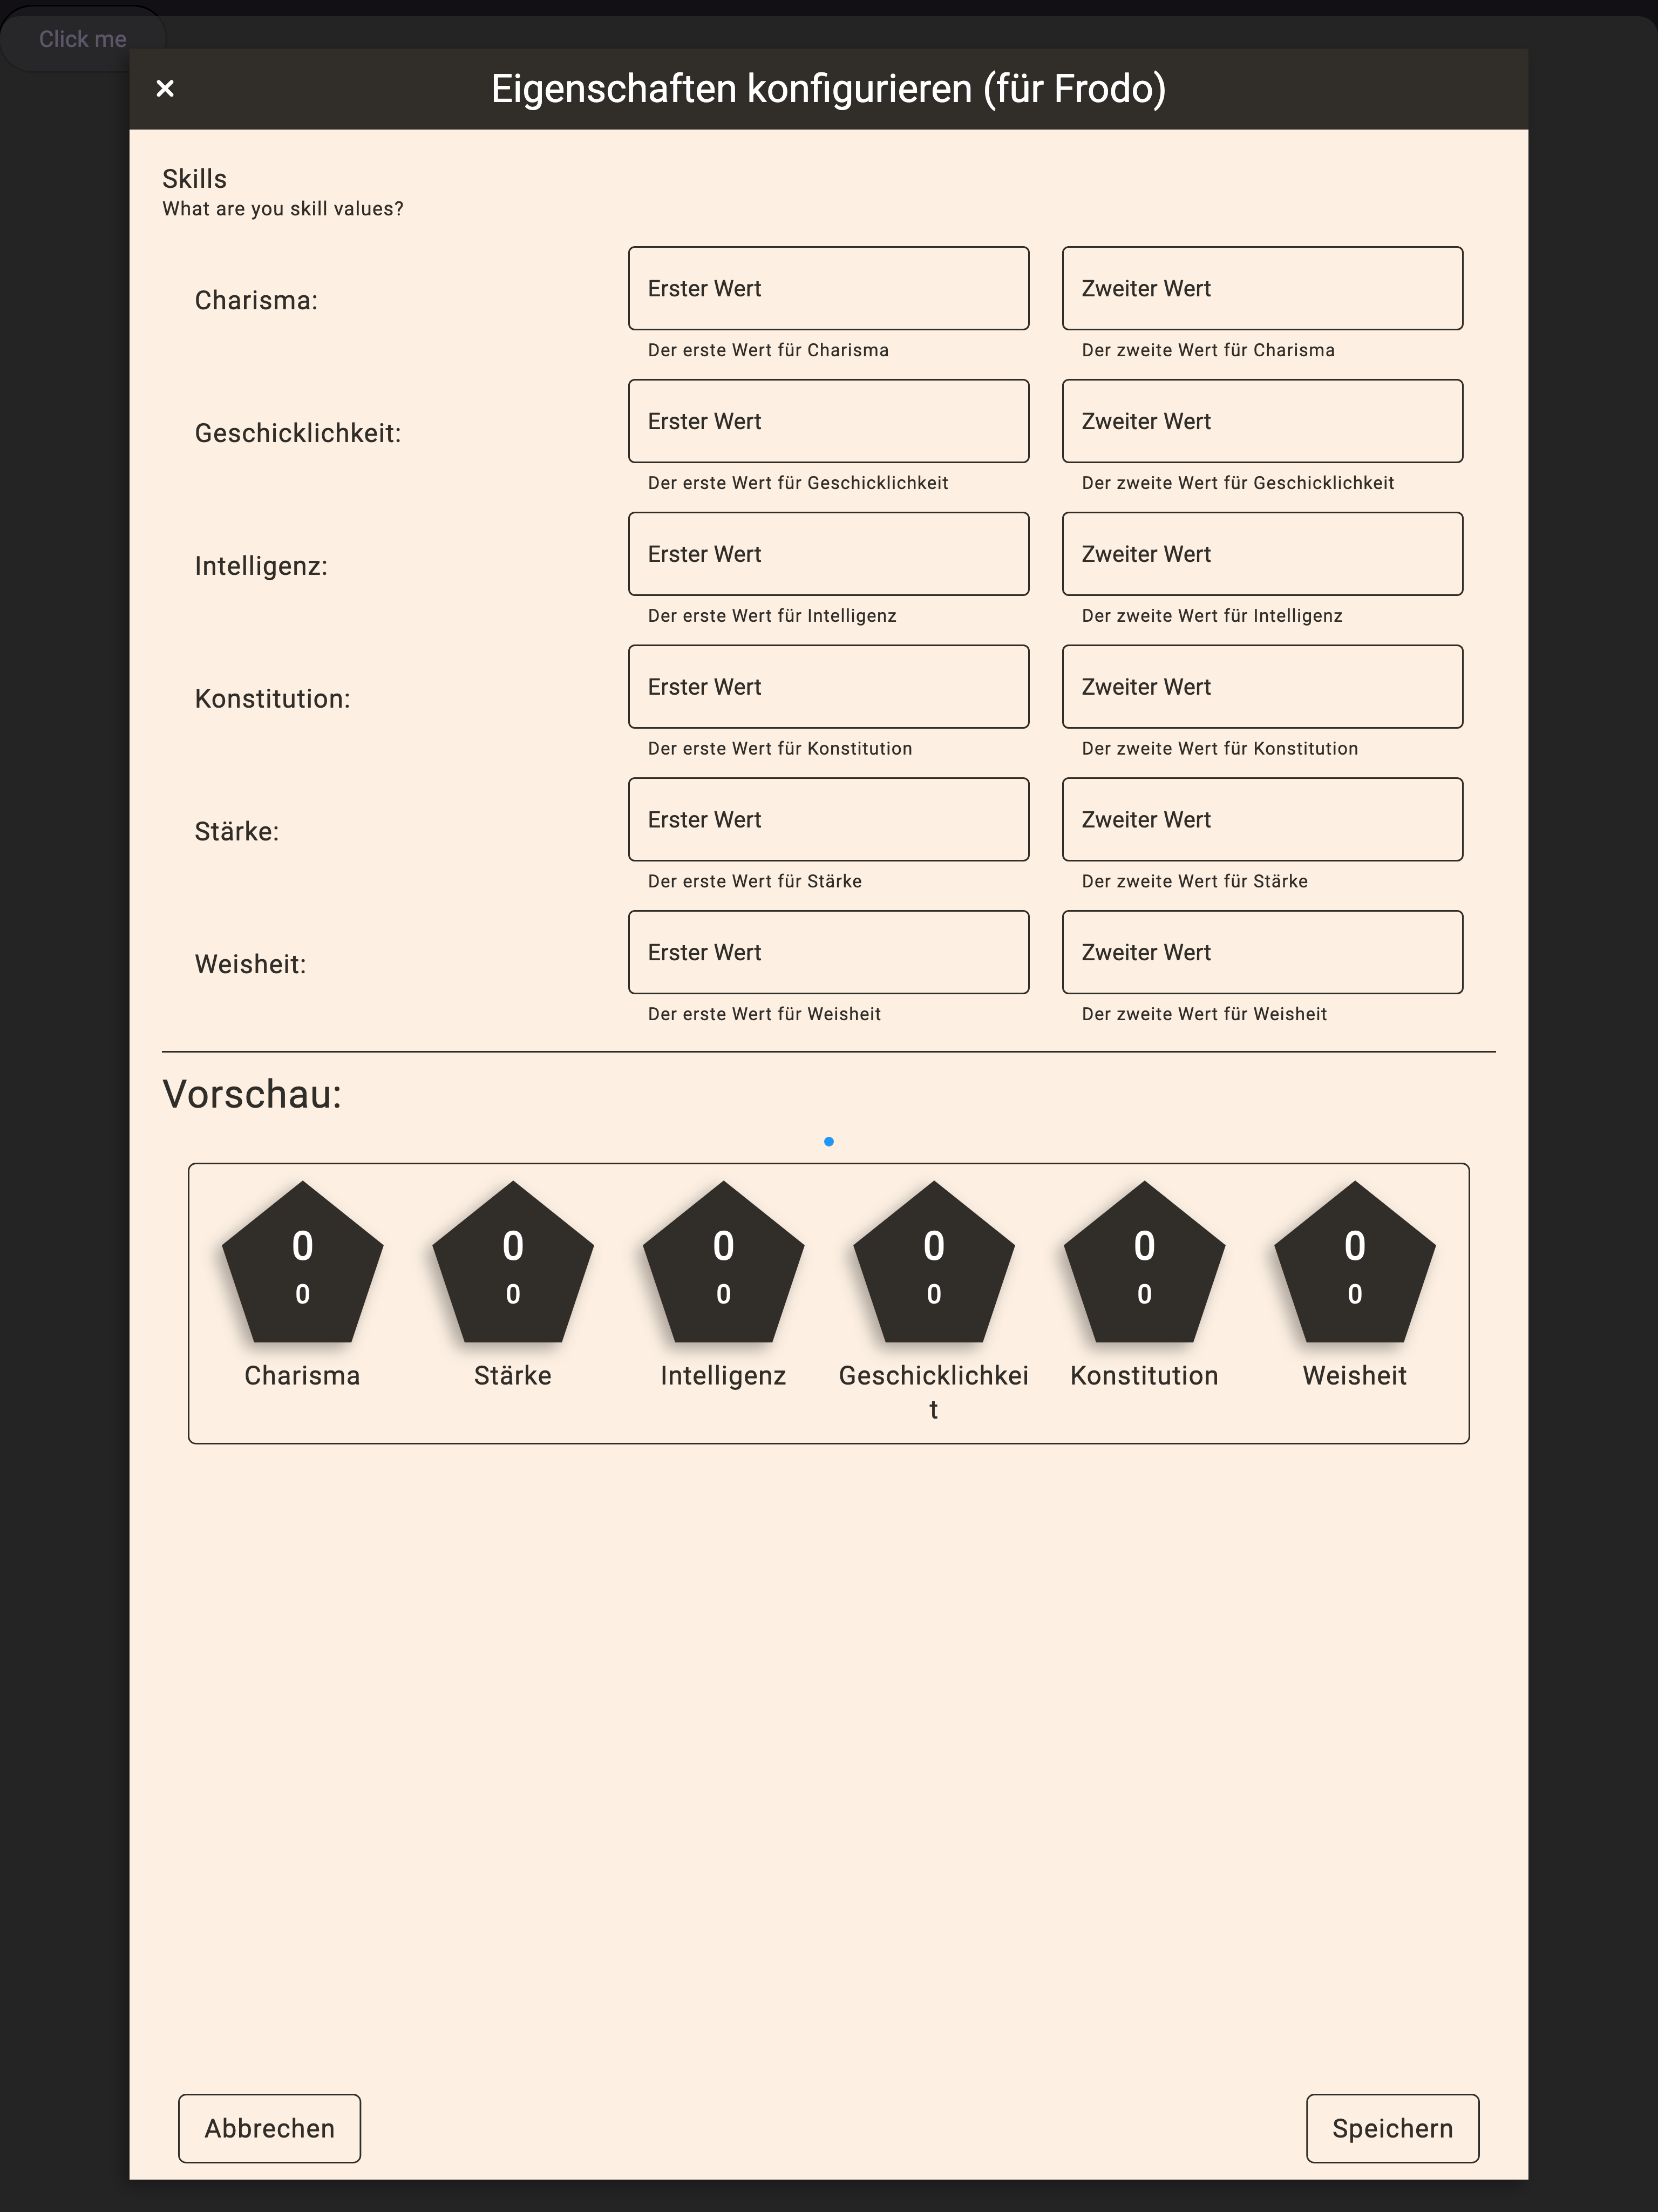 Click me
Eigenschaften konfigurieren (für Frodo)
Skills
What are you skill values?
Charisma:
Erster Wert
Zweiter Wert
Der erste Wert für Charisma
Der zweite Wert für Charisma
Geschicklichkeit:
Erster Wert
Zweiter Wert
Der erste Wert für Geschicklichkeit
Der zweite Wert für Geschicklichkeit
Intelligenz:
Erster Wert
Zweiter Wert
Der erste Wert für Intelligenz
Der zweite Wert für Intelligenz
Konstitution:
Erster Wert
Zweiter Wert
Der erste Wert für Konstitution
Der zweite Wert für Konstitution
Stärke:
Erster Wert
Zweiter Wert
Der erste Wert für Stärke
Der zweite Wert für Stärke
Weisheit:
Erster Wert
Zweiter Wert
Der erste Wert für Weisheit
Der zweite Wert für Weisheit
Vorschau:
0
0
Charisma
0
0
Stärke
0
0
Intelligenz
0
0
Geschicklichkei
t
0
0
Konstitution
0
0
Weisheit
Abbrechen
Speichern